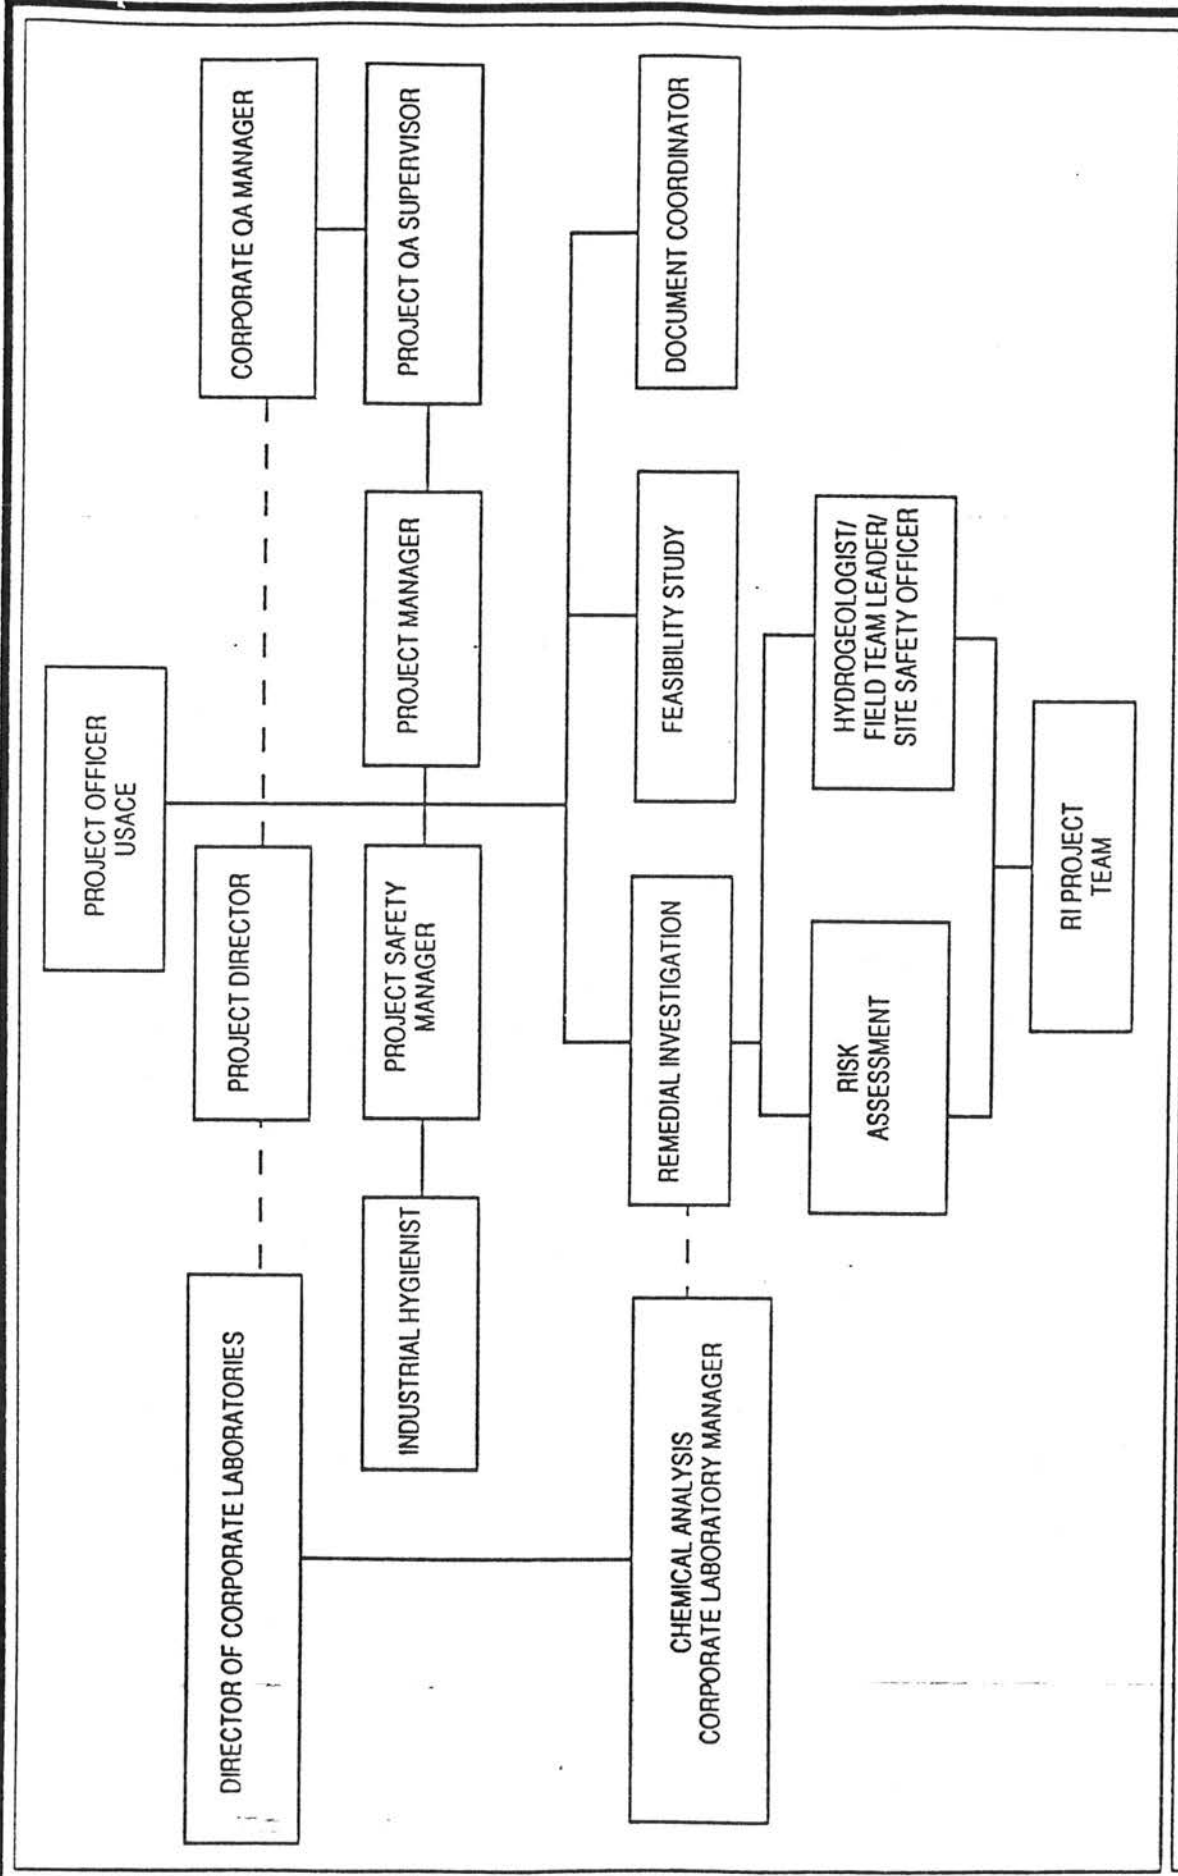 PROJECT OFFICER
USACE
DIRECTOR OF CORPORATE LABORATORIES
PROJECT DIRECTOR
CORPORATE QA MANAGER
INDUSTRIAL HYGIENIST
PROJECT SAFETY
MANAGER
PROJECT MANAGER
PROJECT QA SUPERVISOR
CHEMICAL ANALYSIS
CORPORATE LABORATORY MANAGER
REMEDIAL INVESTIGATION
FEASIBILITY STUDY
DOCUMENT COORDINATOR
RISK
ASSESSMENT
HYDROGEOLOGIST/
FIELD TEAM LEADER/
SITE SAFETY OFFICER
RI PROJECT
TEAM